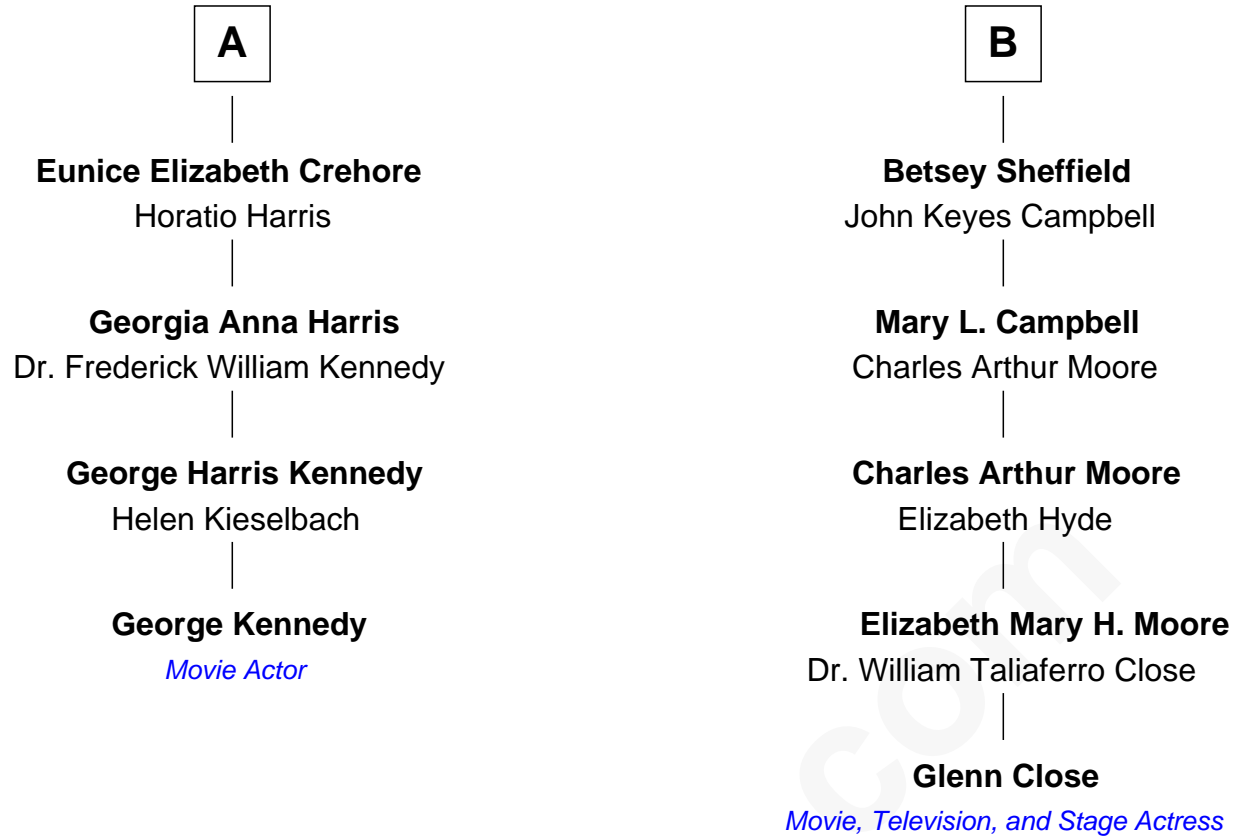 A
Eunice Elizabeth Crehore
Horatio Harris
Georgia Anna Harris
Dr. Frederick William Kennedy
George Harris Kennedy
Helen Kieselbach
George Kennedy
Movie Actor
B
Betsey Sheffield
John Keyes Campbell
Mary L. Campbell
Charles Arthur Moore
Charles Arthur Moore
Elizabeth Hyde
Elizabeth Mary H. Moore
Dr. William Taliaferro Close
Glenn Close
Movie, Television, and Stage Actress
com